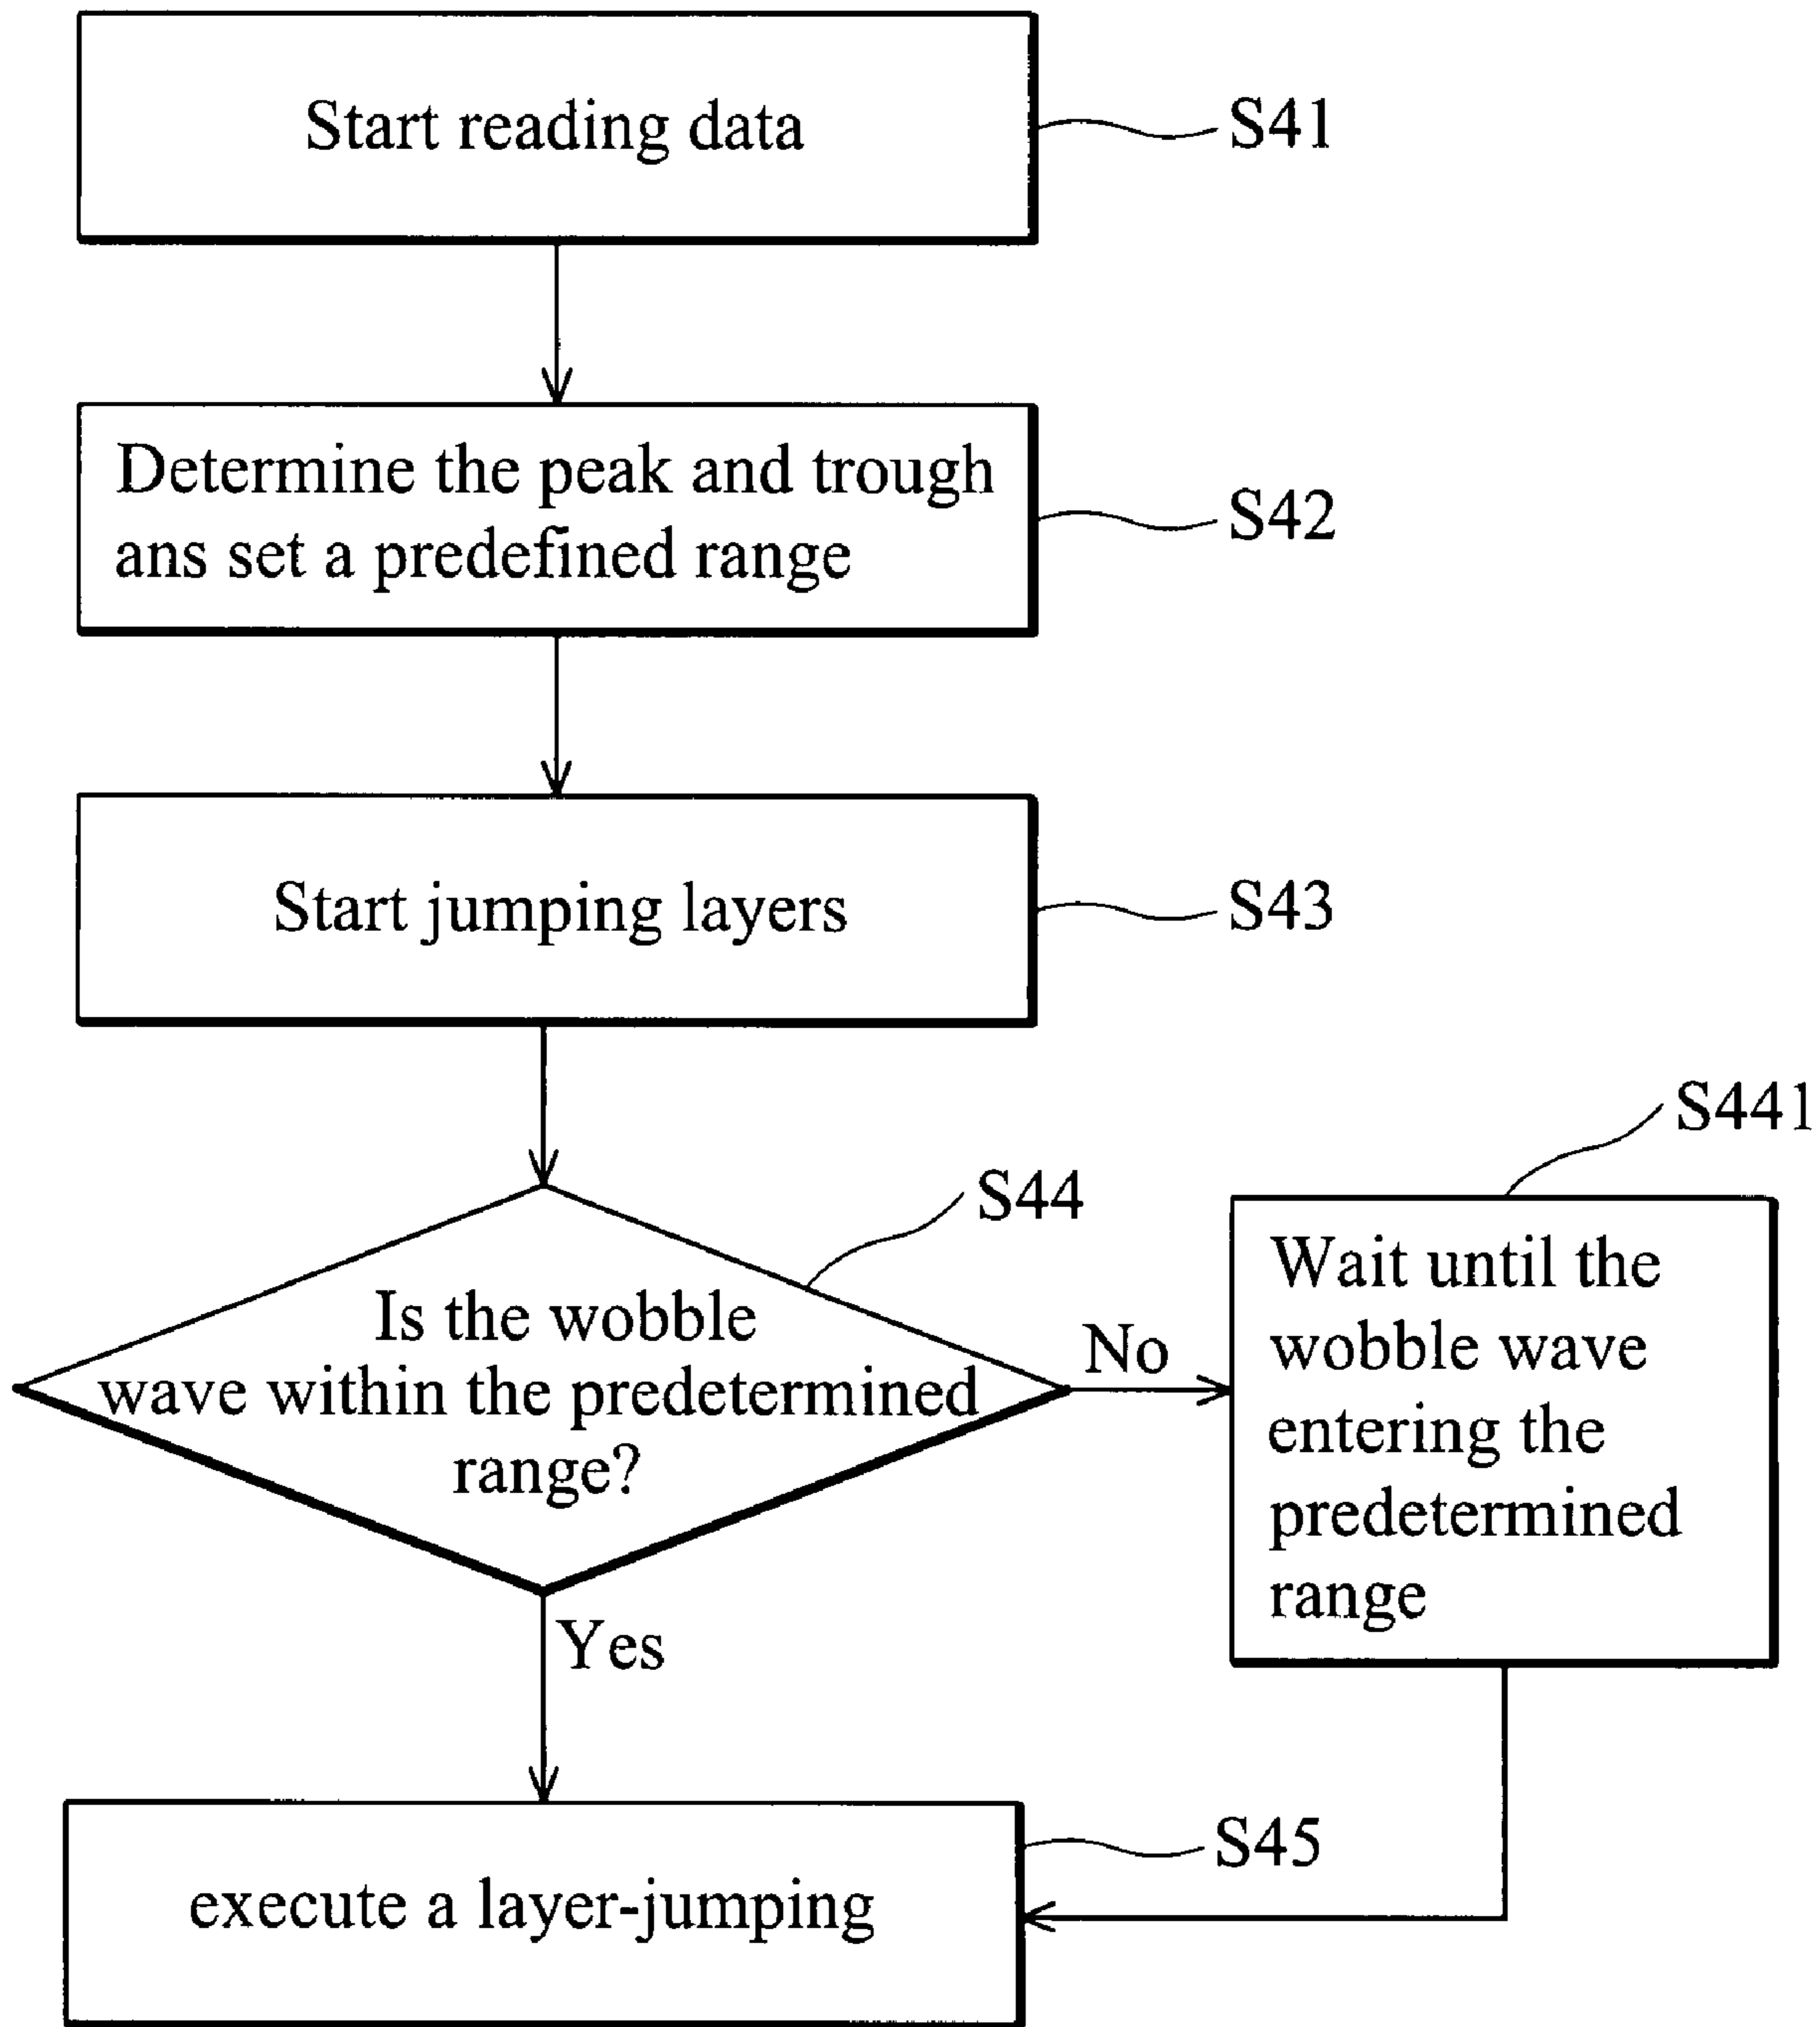 Start reading data
S41
Determine the peak and trough
ans set a predefined range
S42
Start jumping layers
S43
S44
Is the wobble
wave within the predetermined
range?
No
S441
Wait until the
wobble wave
entering the
predetermined
range
Yes
execute a layer-jumping
S45